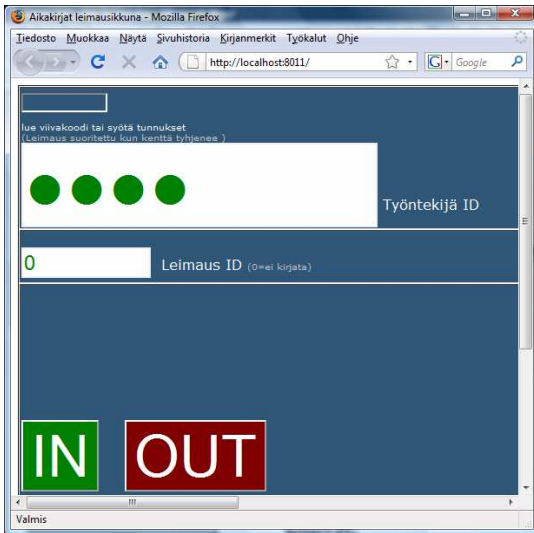 Aikakirjat leimausikkuna - Mozilla Firefox
Tiedosto Muokkaa Näytä Sivuhistoria Kirjanmerkit Työkalut Ohje
http://localhost:8011/ G Google
lue viivakoodi tai syötä tunnukset
(Leimaus suoritettu kun kenttä tyhjenee )
Työntekijä ID
0 Leimaus ID (0=ei kirjata)
IN OUT
Valmis